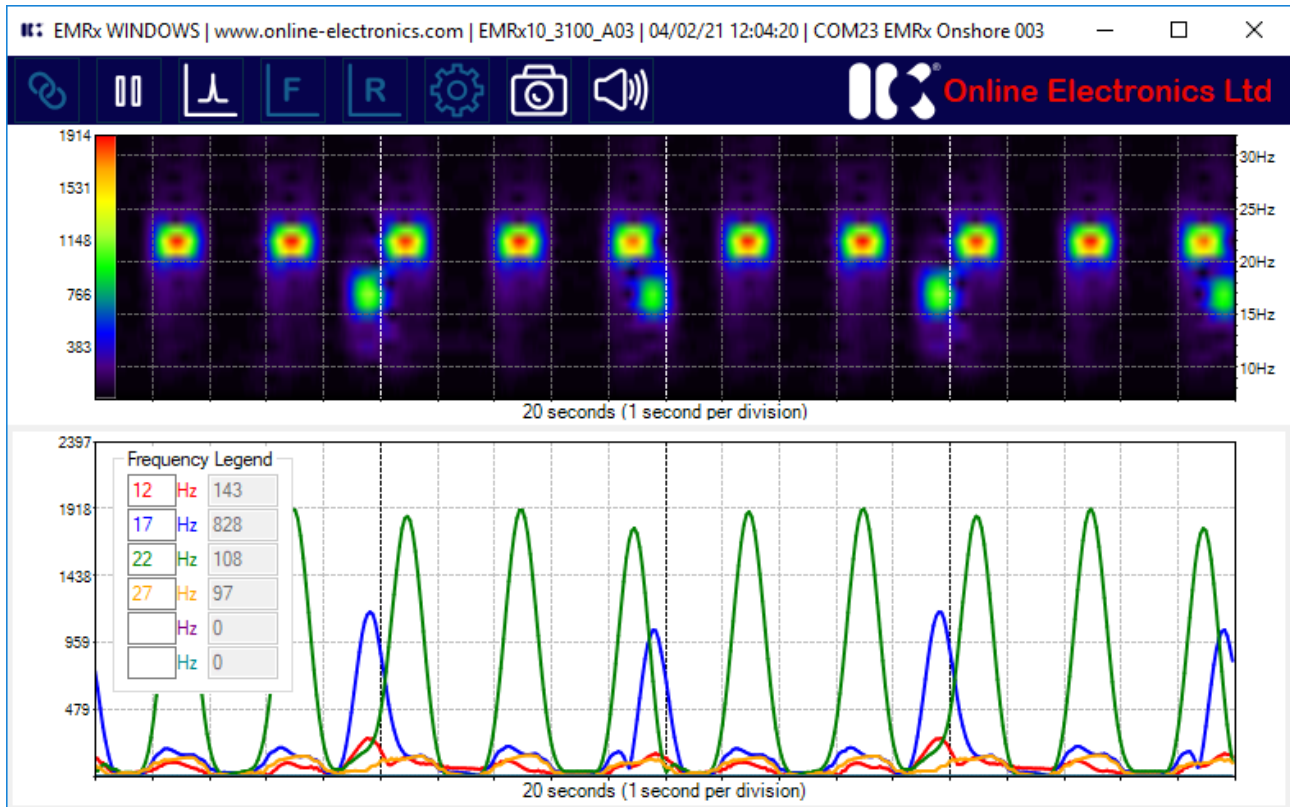 EMRx WINDOWS | www.online-electronics.com | EMRx10_3100_A03 | 04/02/21 12:04:20 | COM23 EMRx Onshore 003
F
R
Online Electronics Ltd
1914
1531
1148
766
383
30Hz
25Hz
20Hz
15Hz
10Hz
20 seconds (1 second per division)
2397
1918
1438
959
479
Frequency Legend
12 Hz 143
17 Hz 828
22 Hz 108
27 Hz 97
Hz 0
Hz 0
20 seconds (1 second per division)